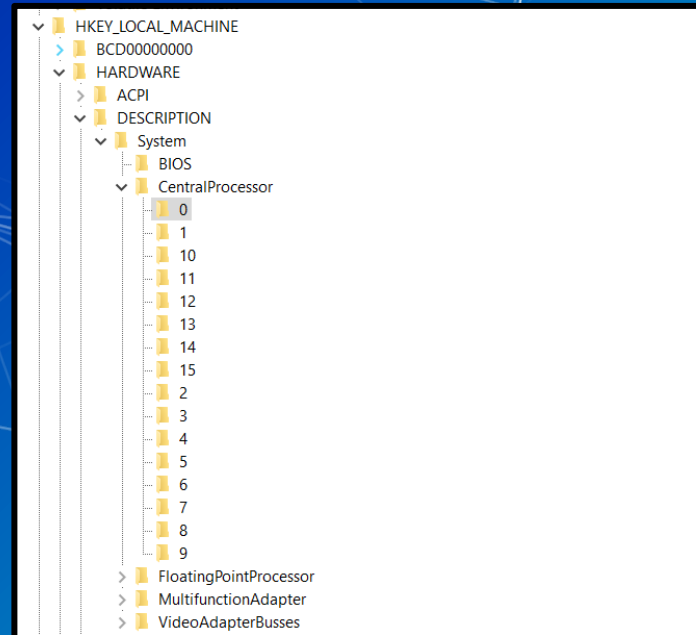 HKEY_LOCAL_MACHINE
BCD00000000
HARDWARE
ACPI
DESCRIPTION
System
BIOS
CentralProcessor
0
1
10
11
12
13
14
15
2
3
4
5
6
7
8
9
FloatingPointProcessor
MultifunctionAdapter
VideoAdapterBusses